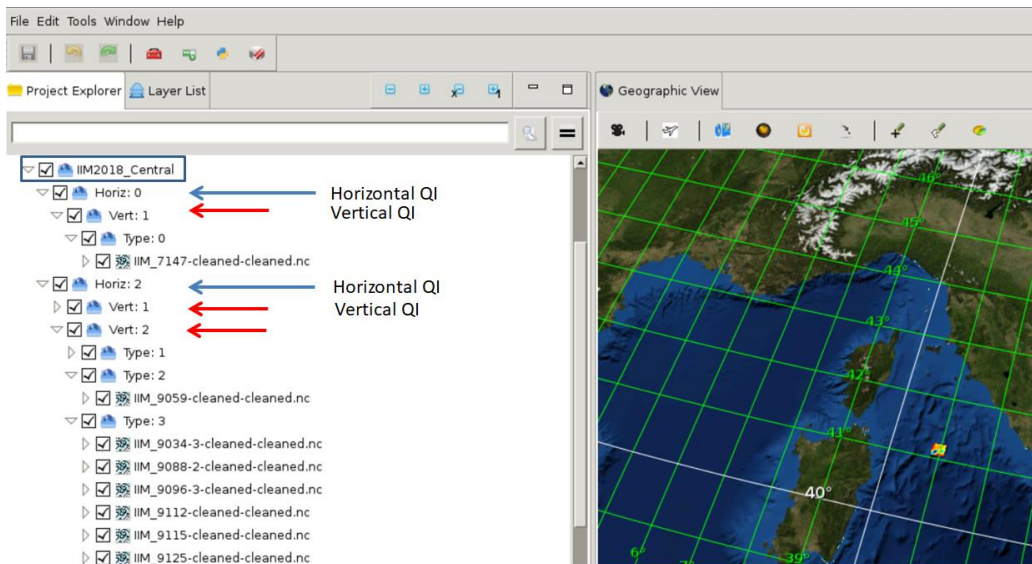 File Edit Tools Window Help
Project Explorer Layer List
Geographic View
IIM2018_Central
Horiz: 0
Horizontal QI
Vert: 1
Vertical QI
Type: 0
IIM_7147-cleaned-cleaned.nc
Horiz: 2
Horizontal QI
Vert: 1
Vertical QI
Vert: 2
Type: 1
Type: 2
IIM_9059-cleaned-cleaned.nc
Type: 3
IIM_9034-3-cleaned-cleaned.nc
IIM_9088-2-cleaned-cleaned.nc
IIM_9096-3-cleaned-cleaned.nc
IIM_9112-cleaned-cleaned.nc
IIM_9115-cleaned-cleaned.nc
IIM_9125-cleaned-cleaned.nc
46°
45°
44°
43°
42°
41°
40°
6°
39°